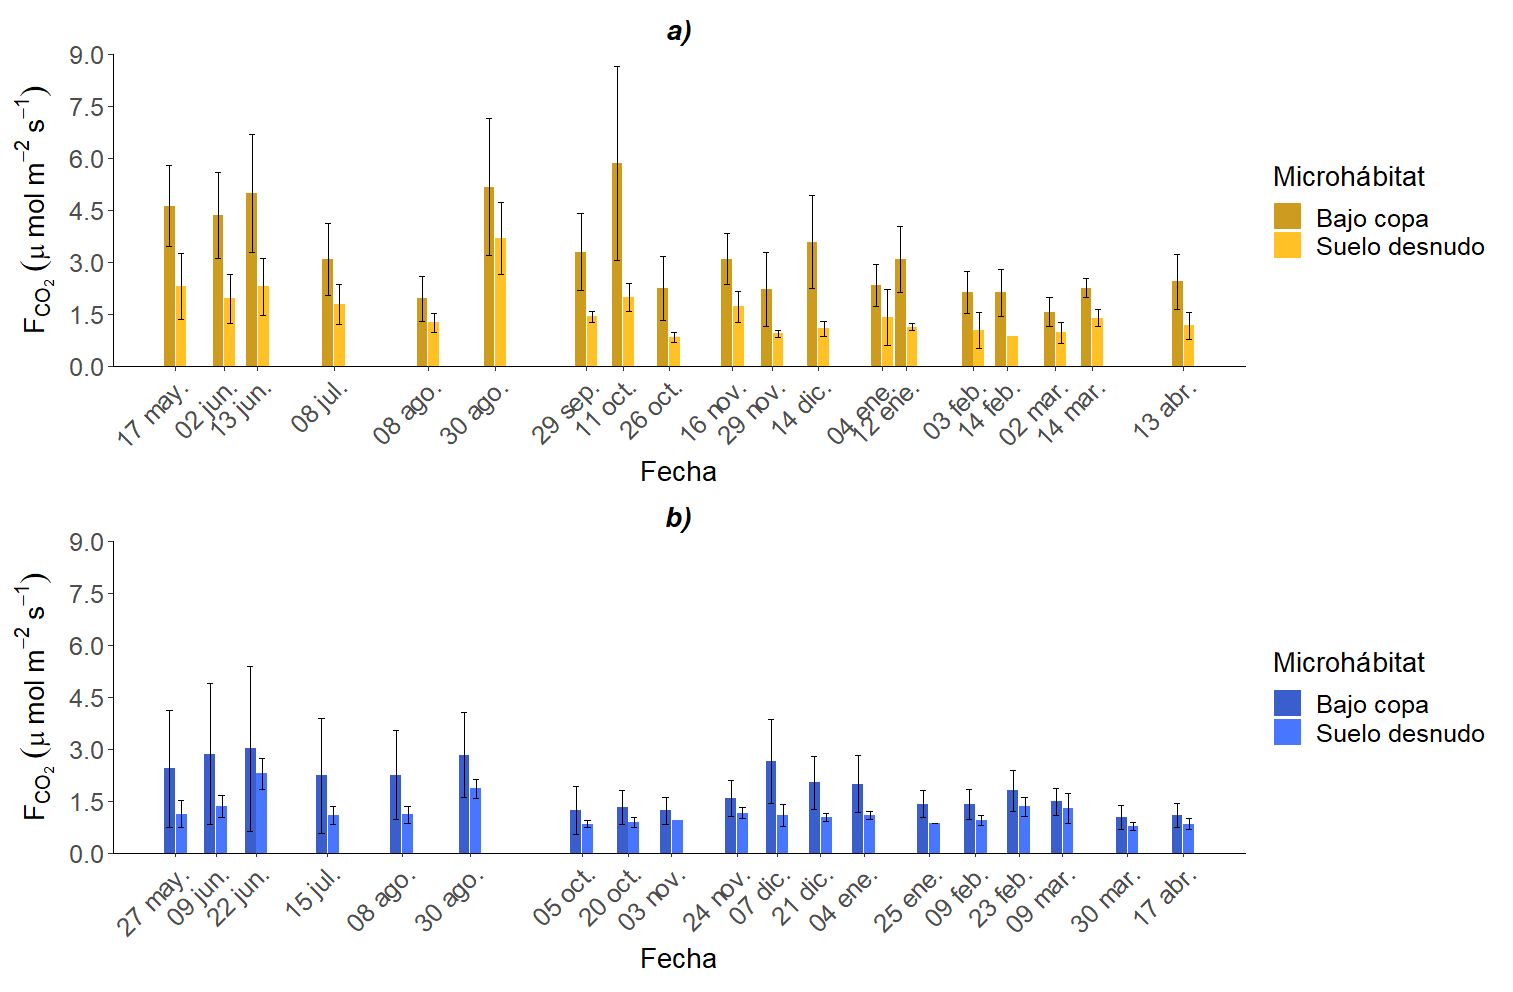 a)
9.0
7.5
6.0
4.5
3.0
1.5
0.0
F_CO₂ (μ mol m⁻² s⁻¹)
17 may. 02 jun. 13 jun. 08 jul. 08 ago. 30 ago. 29 sep. 11 oct. 26 oct. 16 nov. 29 nov. 14 dic. 04 ene. 12 ene. 03 feb. 14 feb. 02 mar. 14 mar. 13 abr.
Fecha
Microhábitat
Bajo copa
Suelo desnudo
b)
9.0
7.5
6.0
4.5
3.0
1.5
0.0
F_CO₂ (μ mol m⁻² s⁻¹)
27 may. 09 jun. 22 jun. 15 jul. 08 ago. 30 ago. 05 oct. 20 oct. 03 nov. 24 nov. 07 dic. 21 dic. 04 ene. 25 ene. 09 feb. 23 feb. 09 mar. 30 mar. 17 abr.
Fecha
Microhábitat
Bajo copa
Suelo desnudo